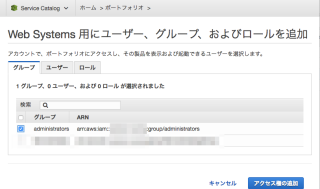 Service Catalog ホーム > ポートフォリオ >
Web Systems 用にユーザー、グループ、およびロールを追加
アカウントで、ポートフォリオにアクセスし、その製品を表示および起動できるユーザーを選択します。
グループ ユーザー ロール
1 グループ、0 ユーザー、および 0 ロール が選択されました
検索
グループ ARN
administrators arn:aws:iam: :group/administrators
キャンセル アクセス権の追加